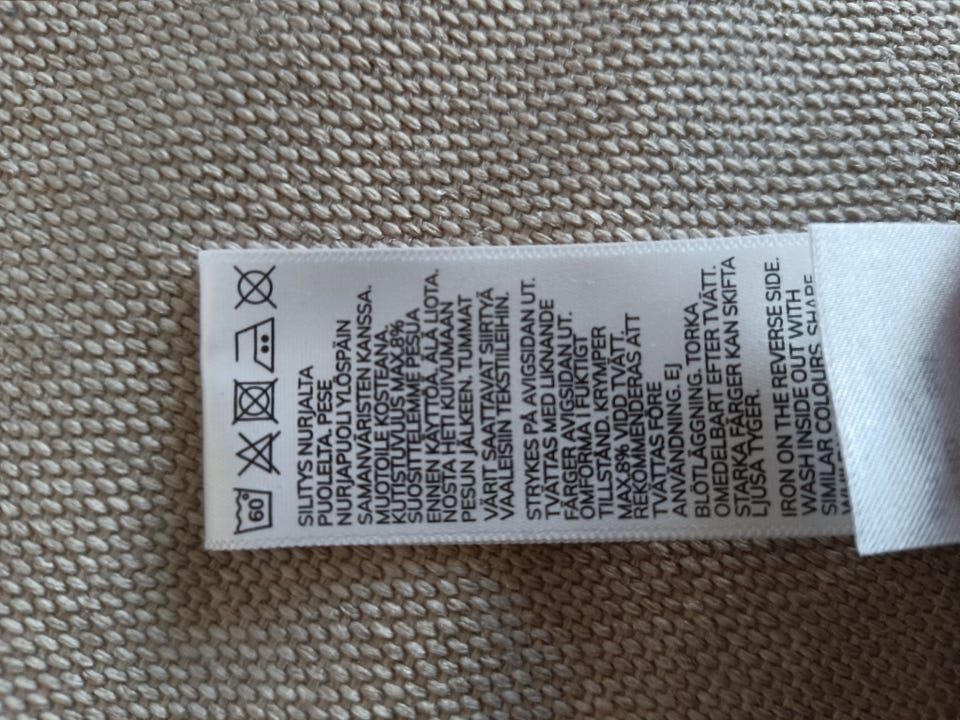 60°
SILITYS NURJALTA
PUOLELTA. PESE
NURJAPUOLI YLÖSPÄIN
SAMANVÄRISTEN KANSSA.
MUOTOILE KOSTEANA.
KUTISTUVUUS MAX.8%
SUOSITTELEMME PESUA
ENNEN KÄYTTÖÄ. ÄLÄ LIOTA.
NOSTA HETI KUIVUMAAN
PESUN JÄLKEEN. TUMMAT
VÄRIT SAATTAVAT SIIRTYÄ
VAALEISIIN TEKSTIILEIHIN.
STRYKES PÅ AVIGSIDAN UT.
TVÄTTAS MED LIKNANDE
FÄRGER AVIGSIDAN UT.
OMFORMA I FUKTIGT
TILLSTÅND. KRYMPER
MAX.8% VIDD TVÄTT.
REKOMMENDERAS ATT
TVÄTTAS FÖRE
ANVÄNDNING. EJ
BLÖTLÄGGNING. TORKA
OMEDELBART EFTER TVÄTT.
STARKA FÄRGER KAN SKIFTA
LJUSA TYGER.
IRON ON THE REVERSE SIDE.
WASH INSIDE OUT WITH
SIMILAR COLOURS. SHAPE